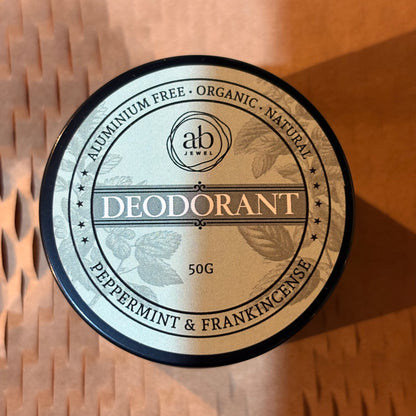 ALUMINIUM FREE · ORGANIC · NATURAL
ab
JEWEL
DEODORANT
50G
PEPPERMINT & FRANKINCENSE